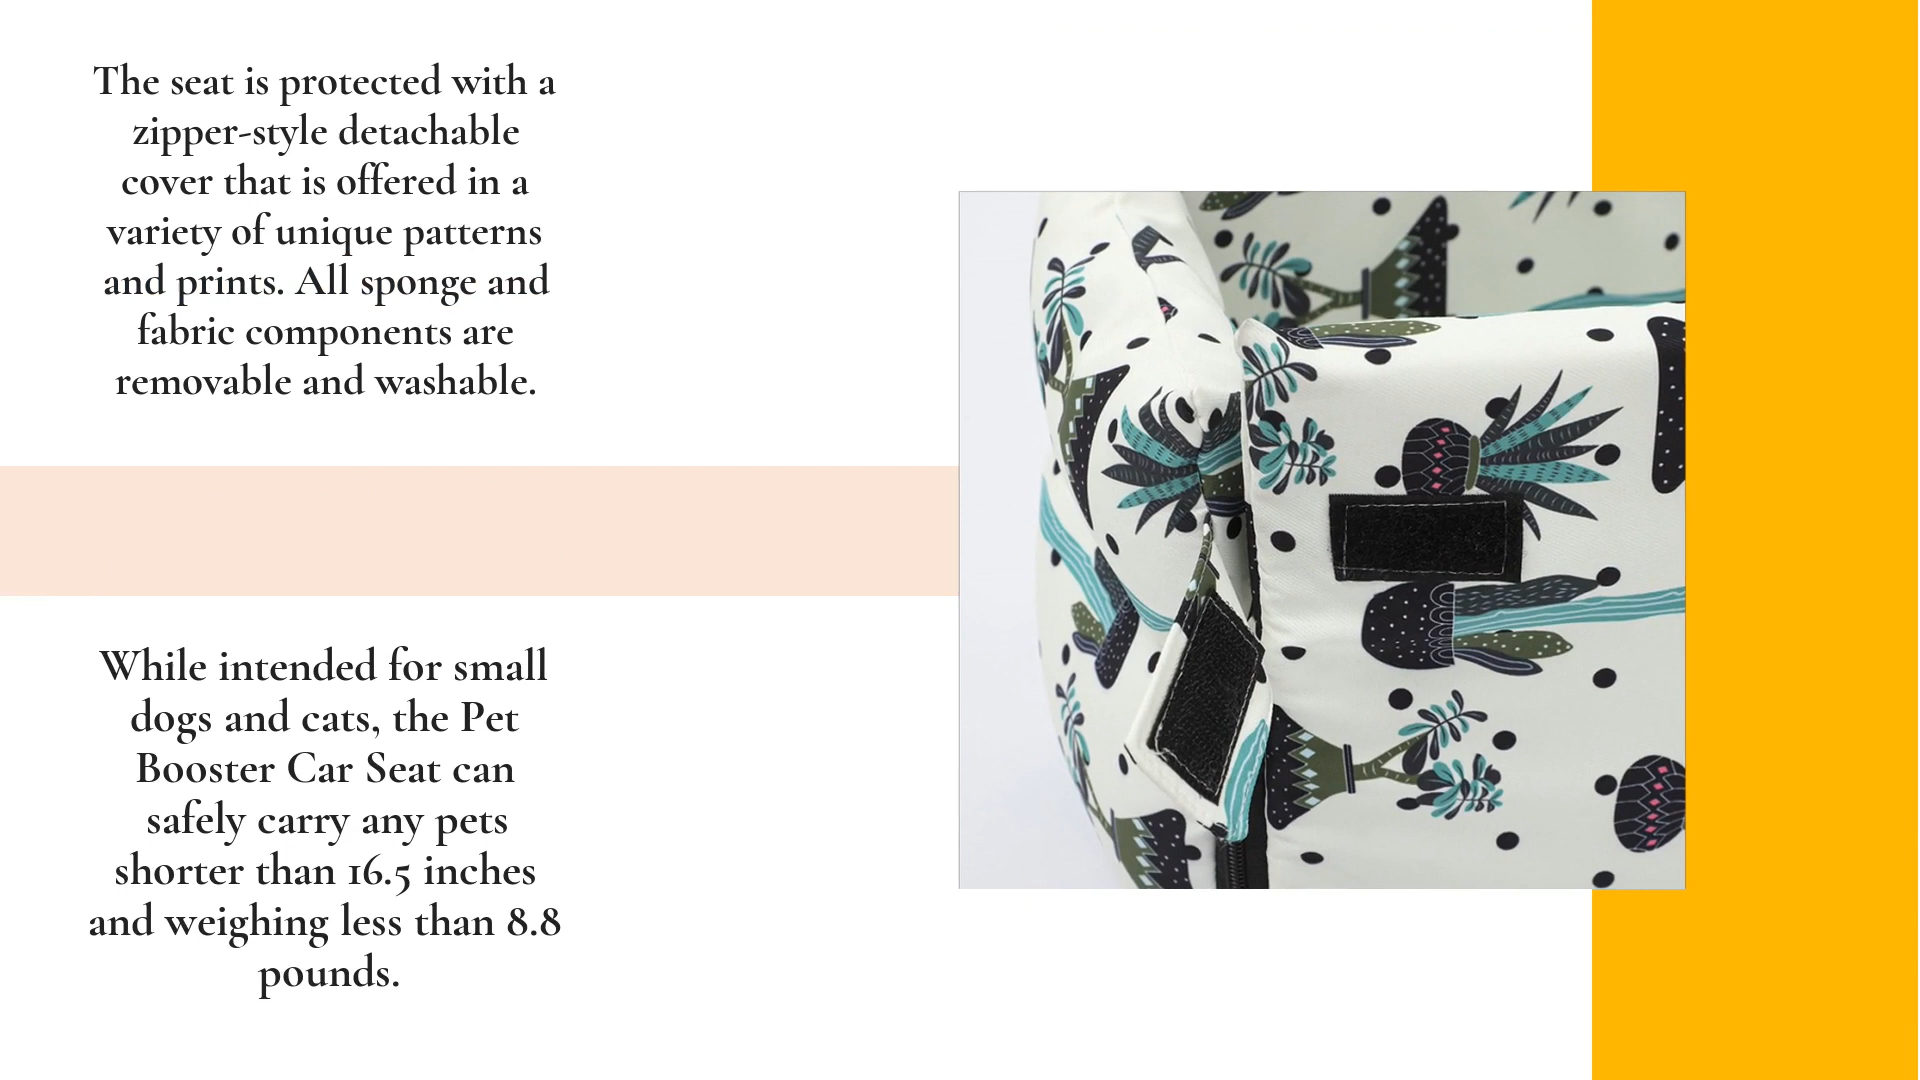 The seat is protected with a
zipper-style detachable
cover that is offered in a
variety of unique patterns
and prints. All sponge and
fabric components are
removable and washable.
While intended for small
dogs and cats, the Pet
Booster Car Seat can
safely carry any pets
shorter than 16.5 inches
and weighing less than 8.8
pounds.